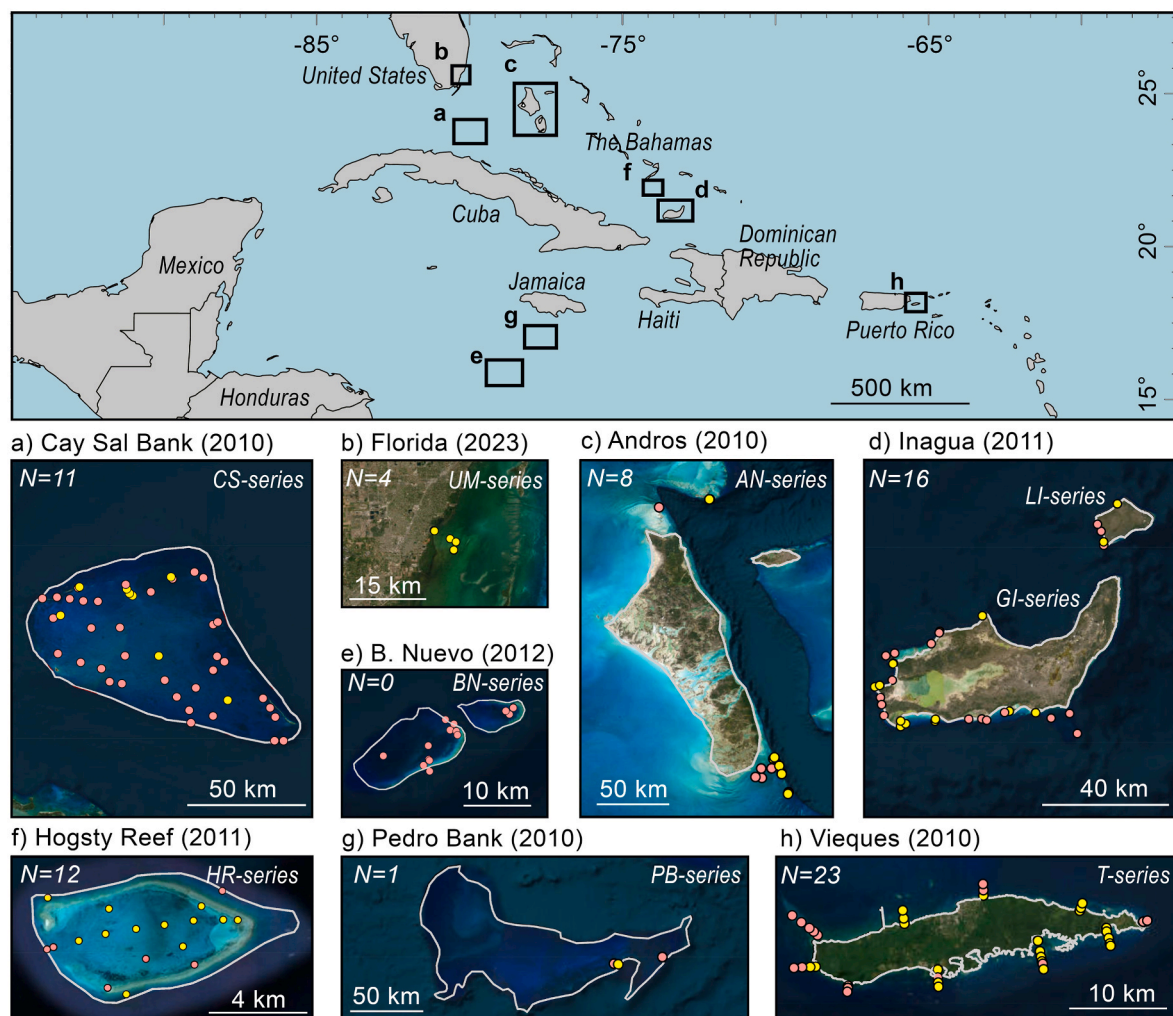 -85°
-75°
-65°
b
United States
c
25°
a
The Bahamas
f
d
Cuba
20°
Dominican
Republic
Mexico
Jamaica
h
Haiti
g
Puerto Rico
e
500 km
15°
Honduras
a) Cay Sal Bank (2010)
N=11
CS-series
50 km
b) Florida (2023)
N=4
UM-series
15 km
c) Andros (2010)
N=8
AN-series
50 km
d) Inagua (2011)
N=16
LI-series
GI-series
40 km
e) B. Nuevo (2012)
N=0
BN-series
10 km
f) Hogsty Reef (2011)
N=12
HR-series
4 km
g) Pedro Bank (2010)
N=1
PB-series
50 km
h) Vieques (2010)
N=23
T-series
10 km